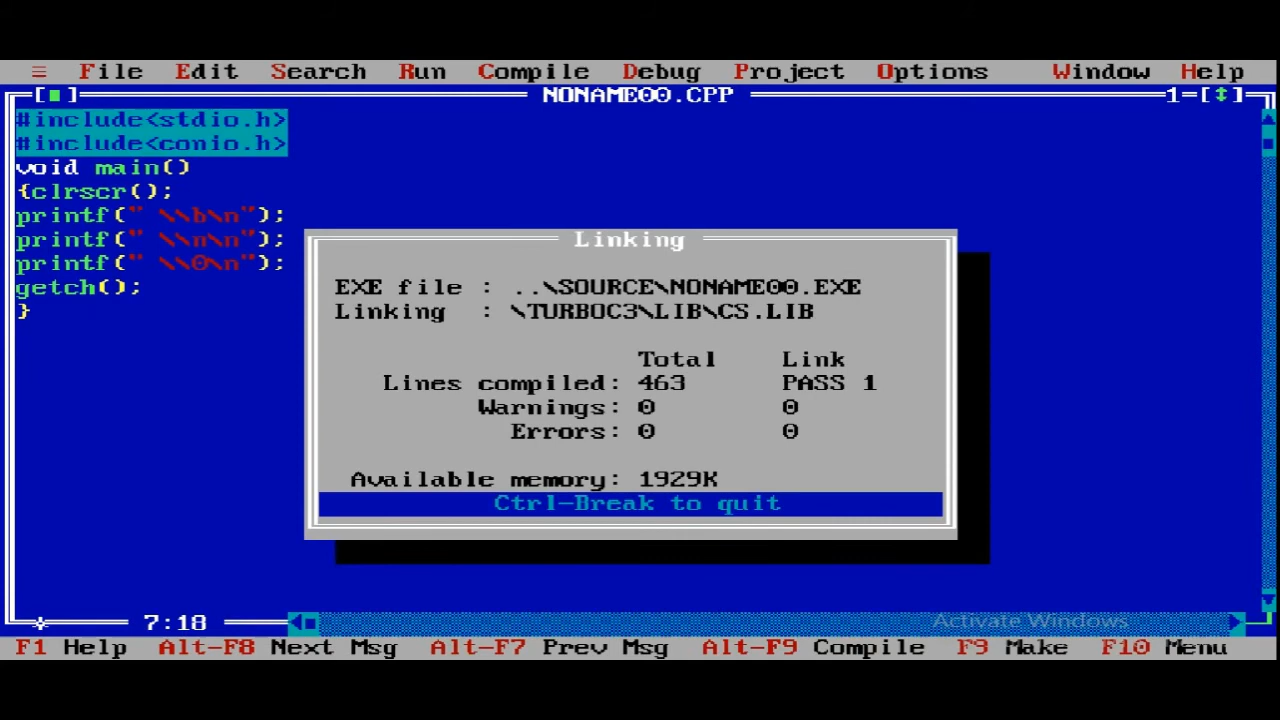 ≡ File Edit Search Run Compile Debug Project Options Window Help
[■] NONAME00.CPP 1=[↕]
#include<stdio.h>
#include<conio.h>
void main()
{clrscr();
printf(" \\b\n");
printf(" \\n\n");
printf(" \\0\n");
getch();
}
Linking
EXE file : ..\SOURCE\NONAME00.EXE
Linking : \TURBOC3\LIB\CS.LIB
Total Link
Lines compiled: 463 PASS 1
Warnings: 0 0
Errors: 0 0
Available memory: 1929K
Ctrl-Break to quit
7:18
Activate Windows
F1 Help Alt-F8 Next Msg Alt-F7 Prev Msg Alt-F9 Compile F9 Make F10 Menu